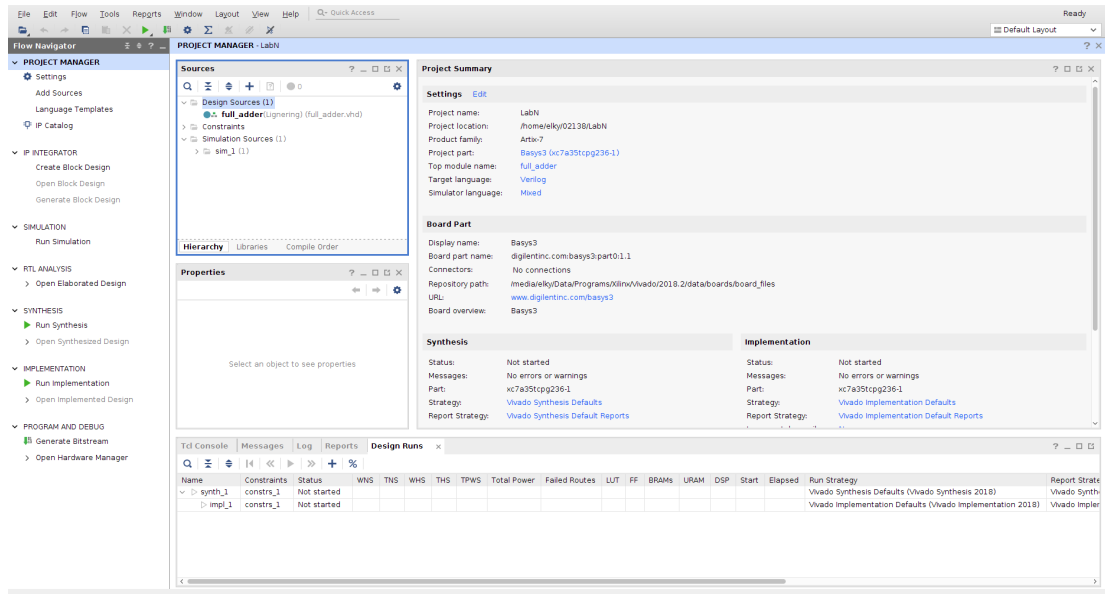 File Edit Flow Tools Reports Window Layout View Help Q- Quick Access Ready
Default Layout
Flow Navigator
PROJECT MANAGER - LabN
PROJECT MANAGER
Settings
Add Sources
Language Templates
IP Catalog
IP INTEGRATOR
Create Block Design
Open Block Design
Generate Block Design
SIMULATION
Run Simulation
RTL ANALYSIS
Open Elaborated Design
SYNTHESIS
Run Synthesis
Open Synthesized Design
IMPLEMENTATION
Run Implementation
Open Implemented Design
PROGRAM AND DEBUG
Generate Bitstream
Open Hardware Manager
Sources
0
Design Sources (1)
full_adder(Lignering) (full_adder.vhd)
Constraints
Simulation Sources (1)
sim_1 (1)
Hierarchy Libraries Compile Order
Properties
Select an object to see properties
Project Summary
Settings Edit
Project name: LabN
Project location: /home/elky/02138/LabN
Product family: Artix-7
Project part: Basys3 (xc7a35tcpg236-1)
Top module name: full_adder
Target language: Verilog
Simulator language: Mixed
Board Part
Display name: Basys3
Board part name: digilentinc.com:basys3:part0:1.1
Connectors: No connections
Repository path: /media/elky/Data/Programs/Xilinx/Vivado/2018.2/data/boards/board_files
URL: www.digilentinc.com/basys3
Board overview: Basys3
Synthesis
Status: Not started
Messages: No errors or warnings
Part: xc7a35tcpg236-1
Strategy: Vivado Synthesis Defaults
Report Strategy: Vivado Synthesis Default Reports
Implementation
Status: Not started
Messages: No errors or warnings
Part: xc7a35tcpg236-1
Strategy: Vivado Implementation Defaults
Report Strategy: Vivado Implementation Default Reports
Tcl Console Messages Log Reports Design Runs
Name Constraints Status WNS TNS WHS THS TPWS Total Power Failed Routes LUT FF BRAMs URAM DSP Start Elapsed Run Strategy Report Strate
synth_1 constrs_1 Not started Vivado Synthesis Defaults (Vivado Synthesis 2018) Vivado Synth
impl_1 constrs_1 Not started Vivado Implementation Defaults (Vivado Implementation 2018) Vivado Impler